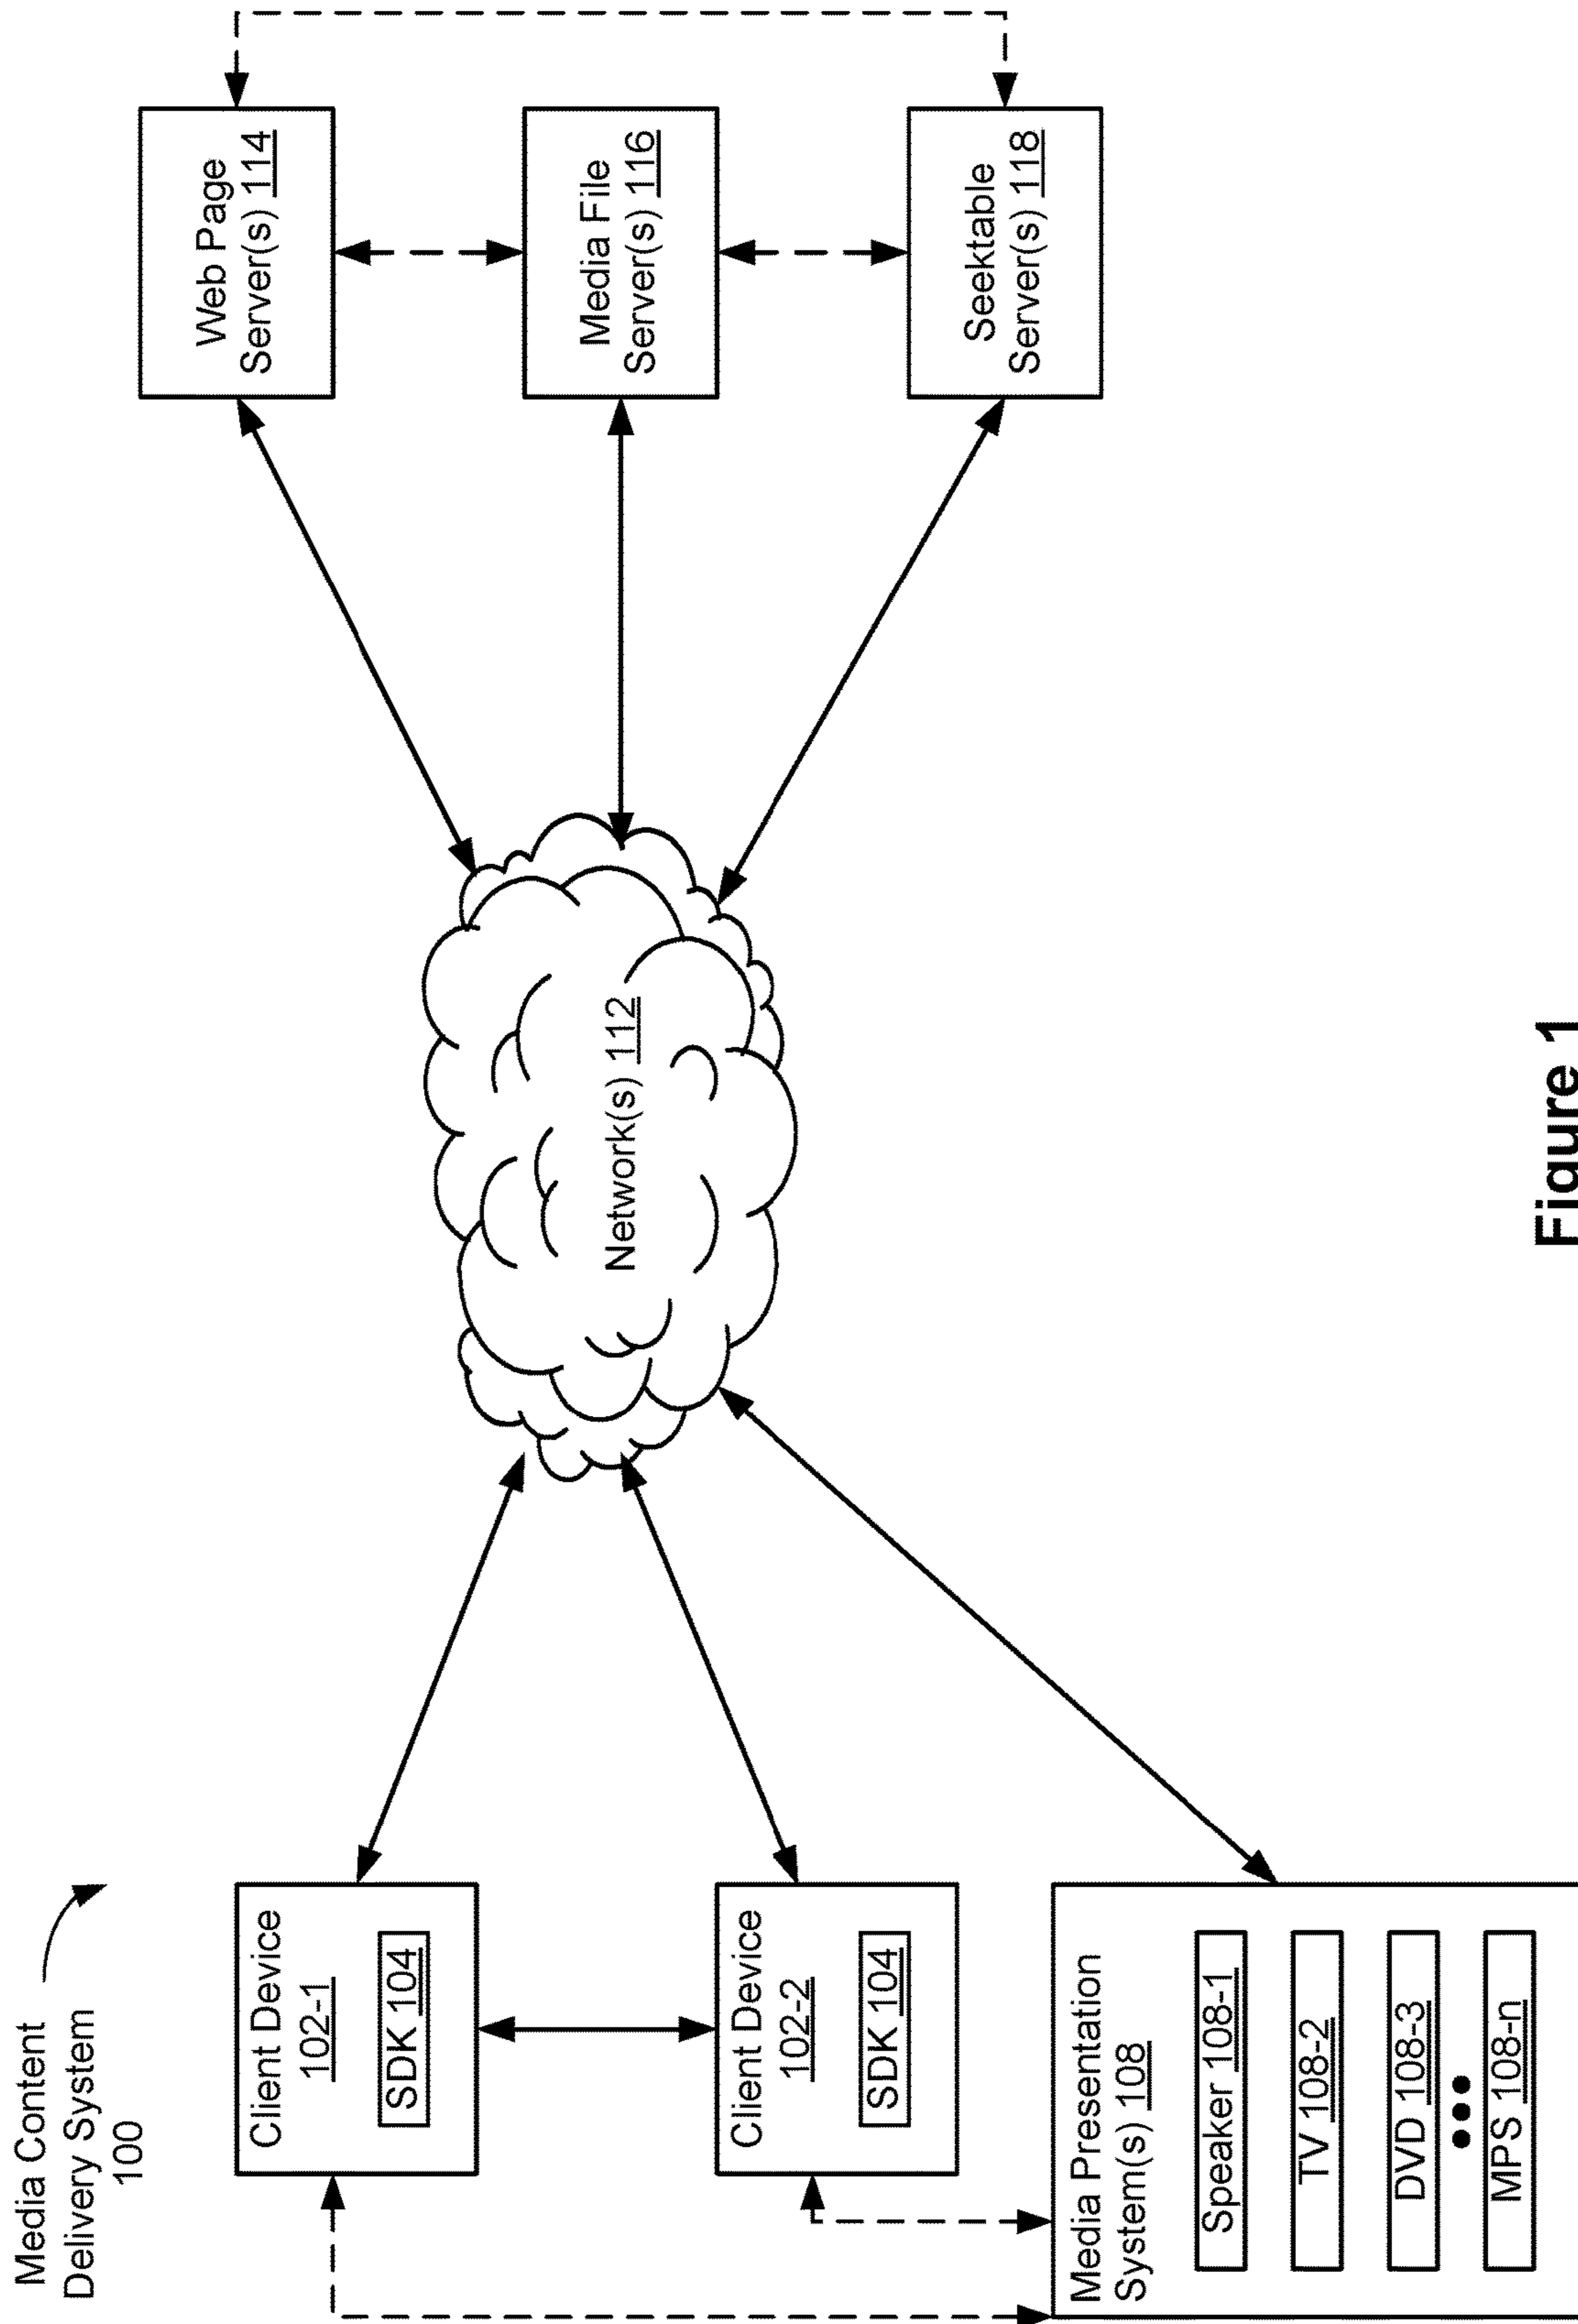 Media Content
Delivery System
100
Client Device
102-1
SDK 104
Client Device
102-2
SDK 104
Media Presentation
System(s) 108
Speaker 108-1
TV 108-2
DVD 108-3
MPS 108-n
Network(s) 112
Web Page
Server(s) 114
Media File
Server(s) 116
Seektable
Server(s) 118
Figure 1